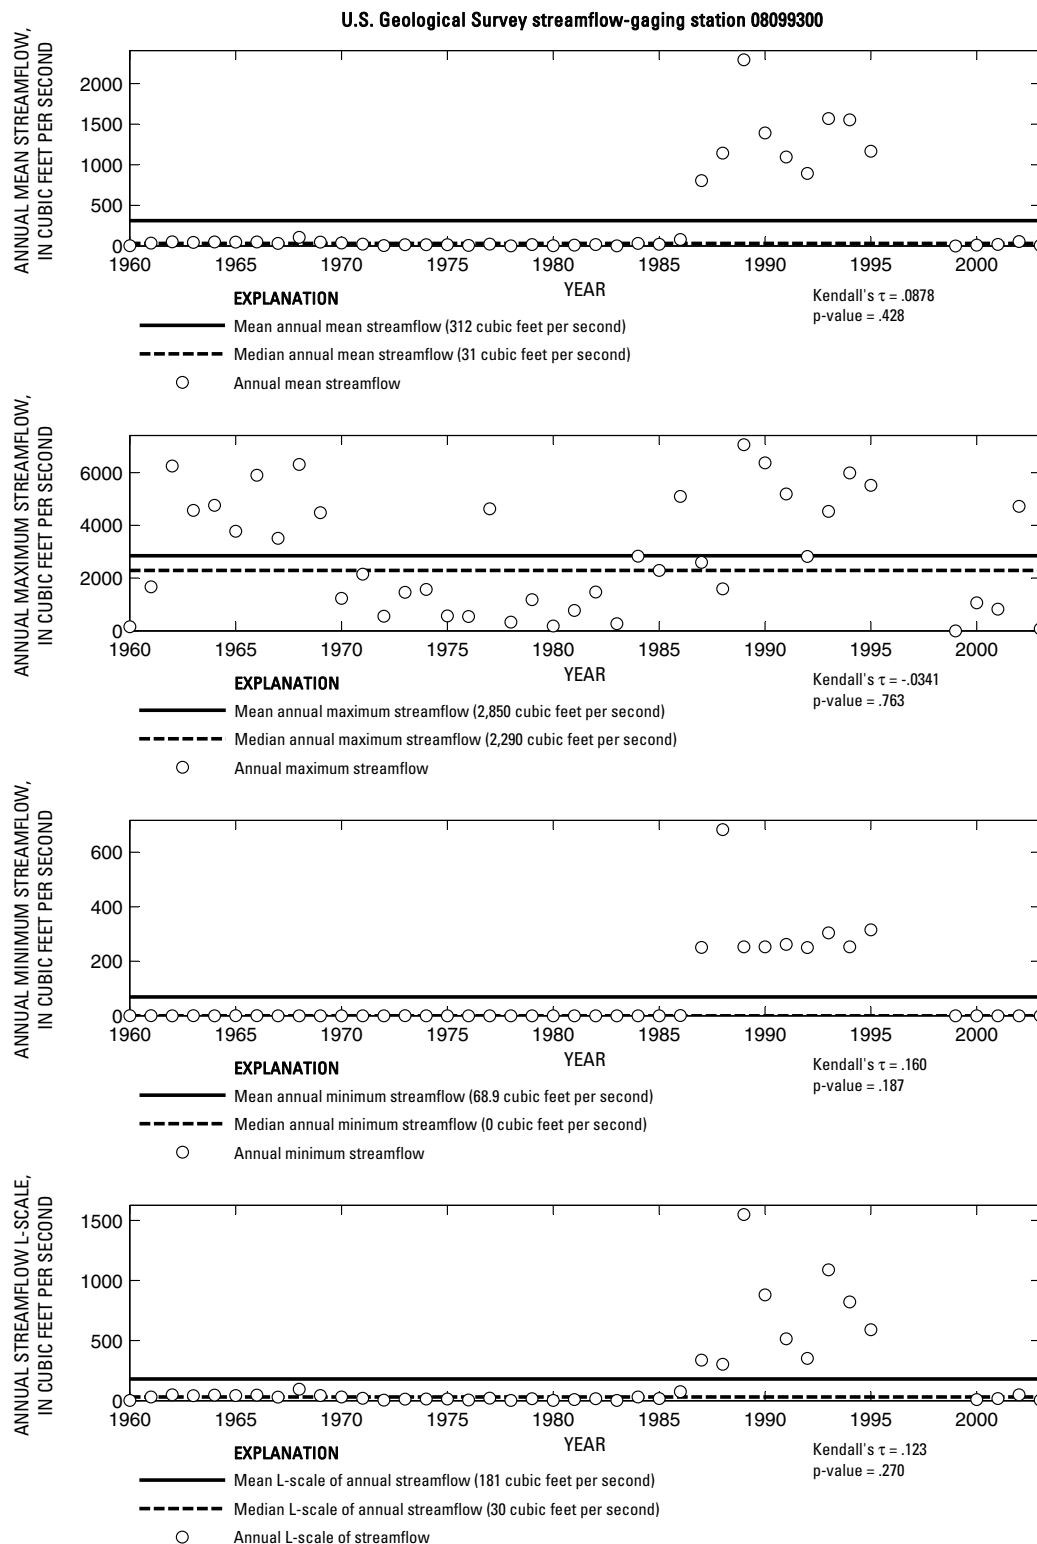 U.S. Geological Survey streamflow-gaging station 08099300
ANNUAL MEAN STREAMFLOW,
IN CUBIC FEET PER SECOND
2000
1500
1000
500
0
1960 1965 1970 1975 1980 1985 1990 1995 2000
YEAR
Kendall's τ = .0878
p-value = .428
EXPLANATION
Mean annual mean streamflow (312 cubic feet per second)
Median annual mean streamflow (31 cubic feet per second)
Annual mean streamflow
ANNUAL MAXIMUM STREAMFLOW,
IN CUBIC FEET PER SECOND
6000
4000
2000
0
1960 1965 1970 1975 1980 1985 1990 1995 2000
YEAR
Kendall's τ = -.0341
p-value = .763
EXPLANATION
Mean annual maximum streamflow (2,850 cubic feet per second)
Median annual maximum streamflow (2,290 cubic feet per second)
Annual maximum streamflow
ANNUAL MINIMUM STREAMFLOW,
IN CUBIC FEET PER SECOND
600
400
200
0
1960 1965 1970 1975 1980 1985 1990 1995 2000
YEAR
Kendall's τ = .160
p-value = .187
EXPLANATION
Mean annual minimum streamflow (68.9 cubic feet per second)
Median annual minimum streamflow (0 cubic feet per second)
Annual minimum streamflow
ANNUAL STREAMFLOW L-SCALE,
IN CUBIC FEET PER SECOND
1500
1000
500
0
1960 1965 1970 1975 1980 1985 1990 1995 2000
YEAR
Kendall's τ = .123
p-value = .270
EXPLANATION
Mean L-scale of annual streamflow (181 cubic feet per second)
Median L-scale of annual streamflow (30 cubic feet per second)
Annual L-scale of streamflow